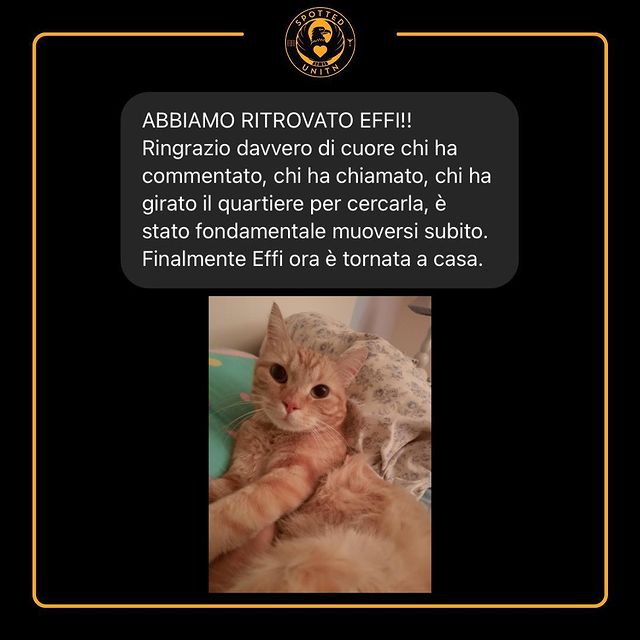 SPOTTED
UNITN
ABBIAMO RITROVATO EFFI!!
Ringrazio davvero di cuore chi ha
commentato, chi ha chiamato, chi ha
girato il quartiere per cercarla, è
stato fondamentale muoversi subito.
Finalmente Effi ora è tornata a casa.